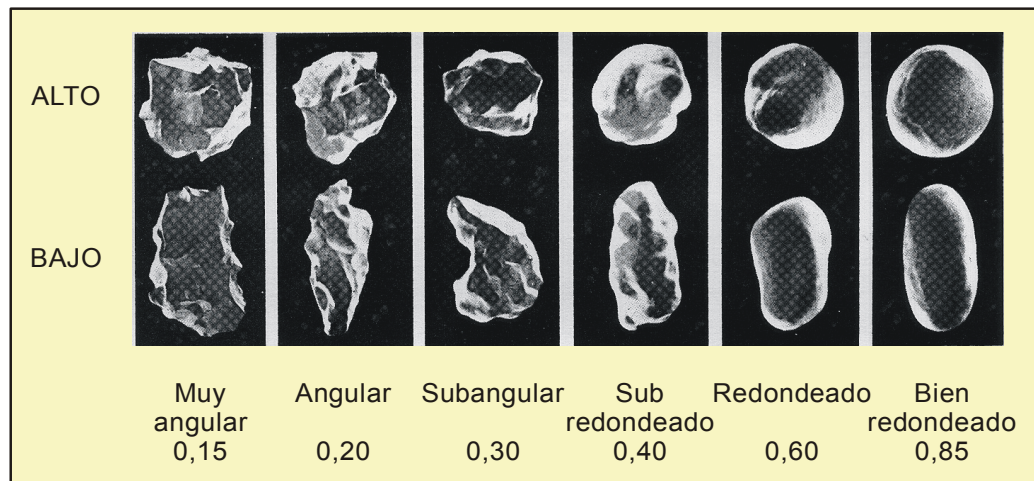 ALTO
BAJO
Muy angular 0,15
Angular 0,20
Subangular 0,30
Sub redondeado 0,40
Redondeado 0,60
Bien redondeado 0,85